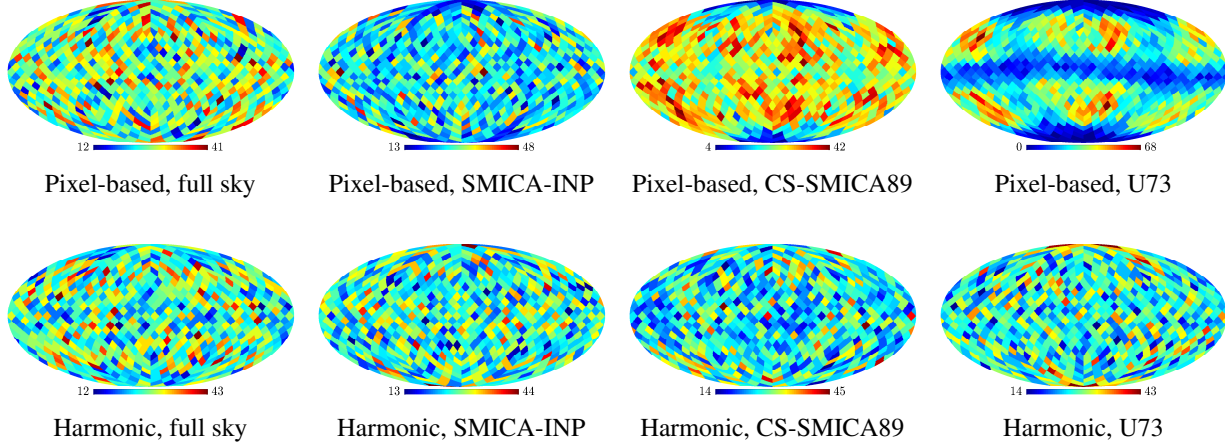 12 41 13 48 4 42 0 68
Pixel-based, full sky Pixel-based, SMICA-INP Pixel-based, CS-SMICA89 Pixel-based, U73
12 43 13 44 14 45 14 43
Harmonic, full sky Harmonic, SMICA-INP Harmonic, CS-SMICA89 Harmonic, U73